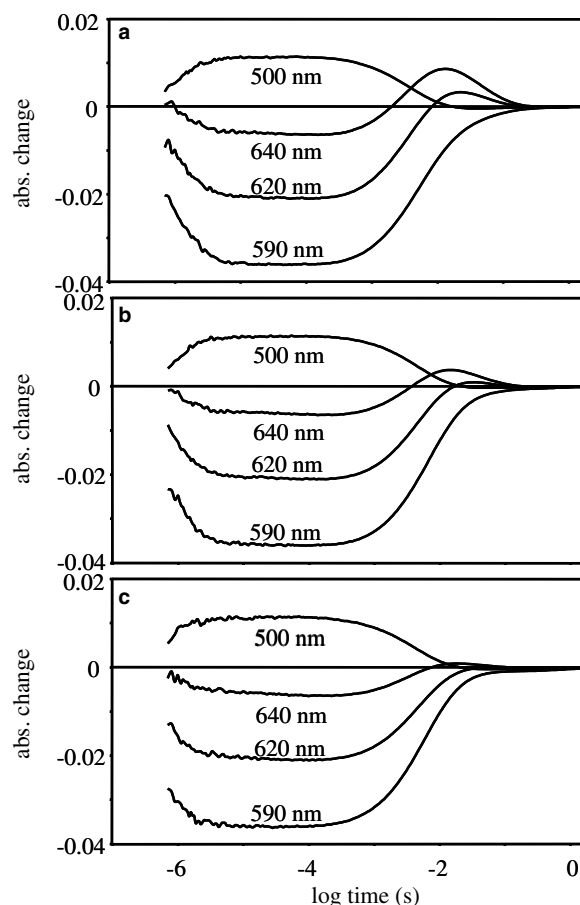 0.02
a
500 nm
0
640 nm
-0.02
620 nm
590 nm
-0.04
abs. change
0.02
b
500 nm
0
640 nm
620 nm
-0.02
590 nm
-0.04
abs. change
0.02
c
500 nm
0
640 nm
620 nm
-0.02
590 nm
-0.04
abs. change
-6 -4 -2 0
log time (s)